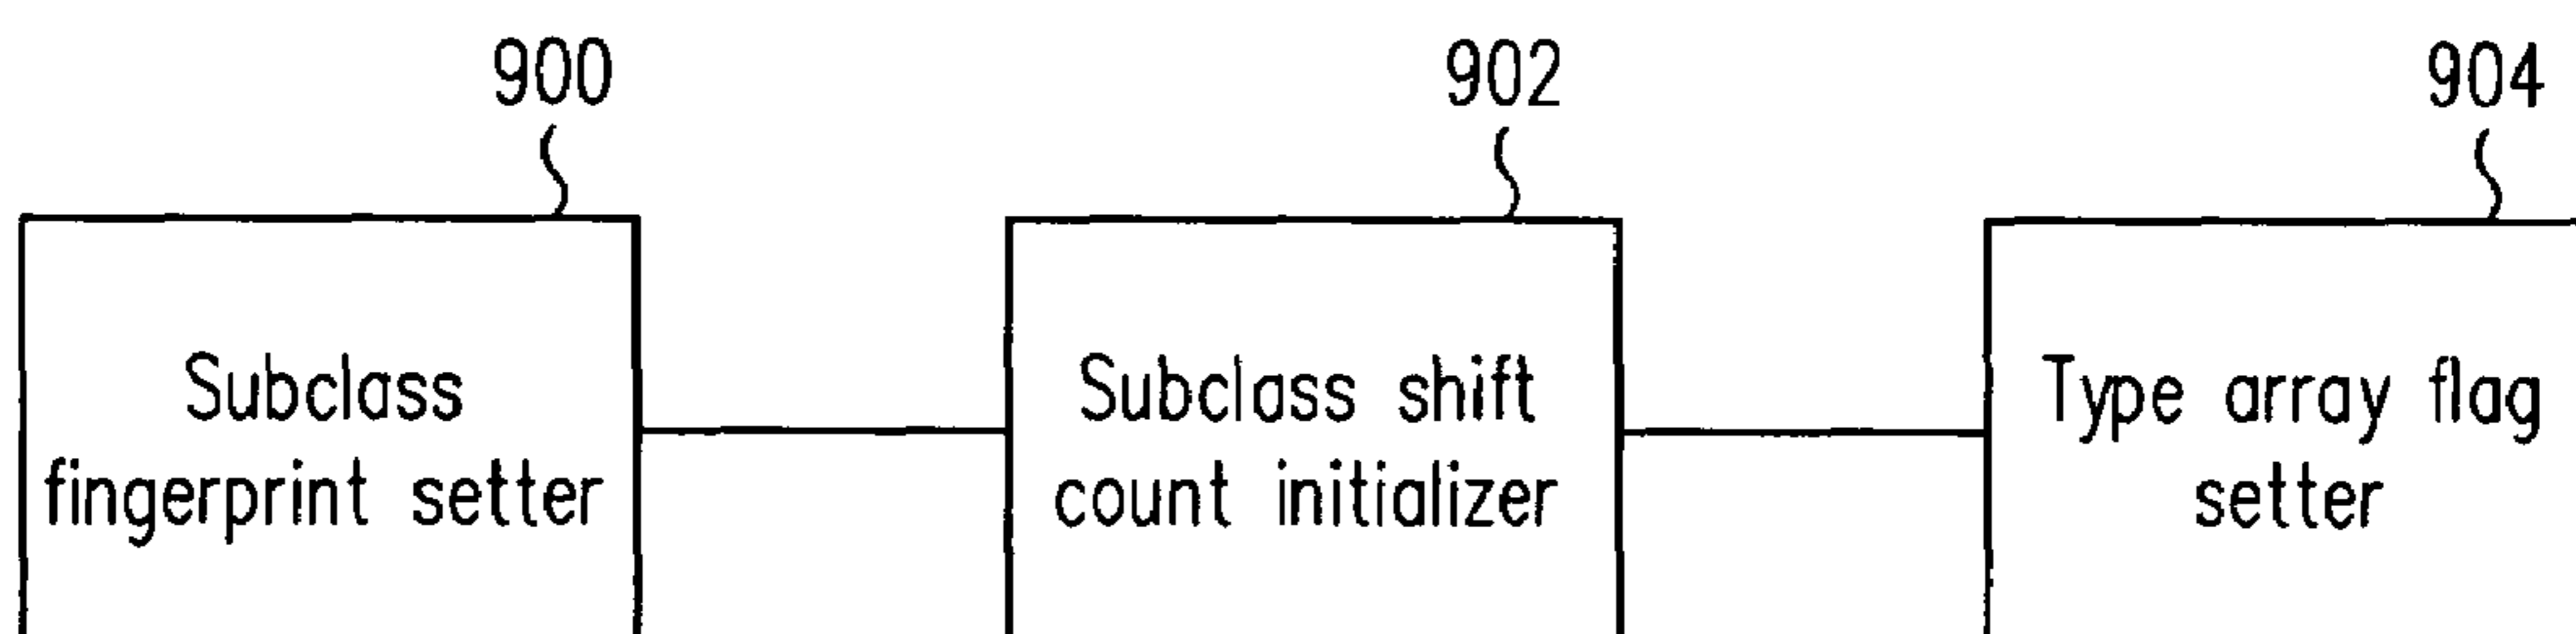 900
902
904
Subclass
fingerprint setter
Subclass shift
count initializer
Type array flag
setter